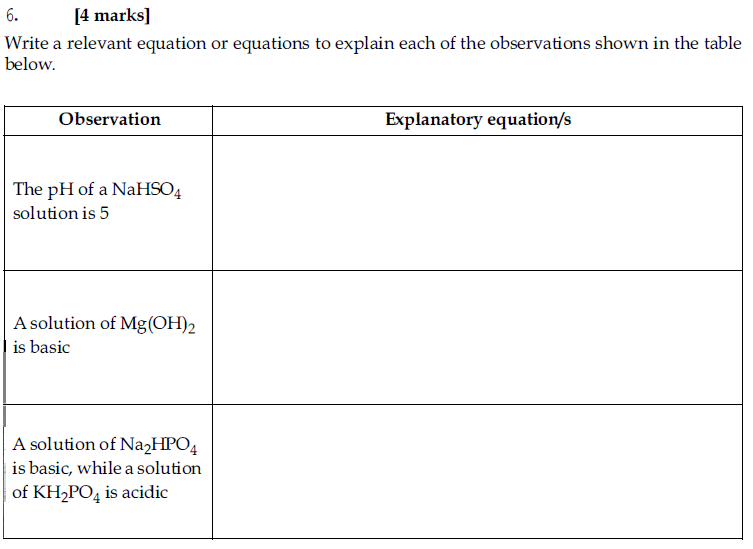 6. [4 marks]
Write a relevant equation or equations to explain each of the observations shown in the table
below.
Observation
Explanatory equation/s
The pH of a NaHSO₄
solution is 5
A solution of Mg(OH)₂
is basic
A solution of Na₂HPO₄
is basic, while a solution
of KH₂PO₄ is acidic